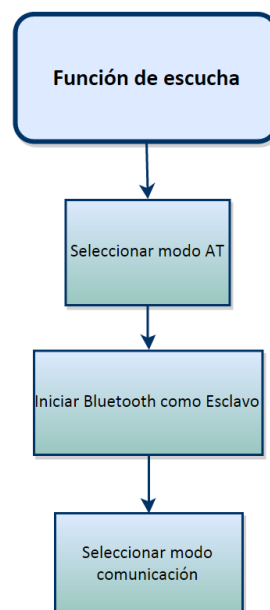 Función de escucha
Seleccionar modo AT
Iniciar Bluetooth como Esclavo
Seleccionar modo
comunicación